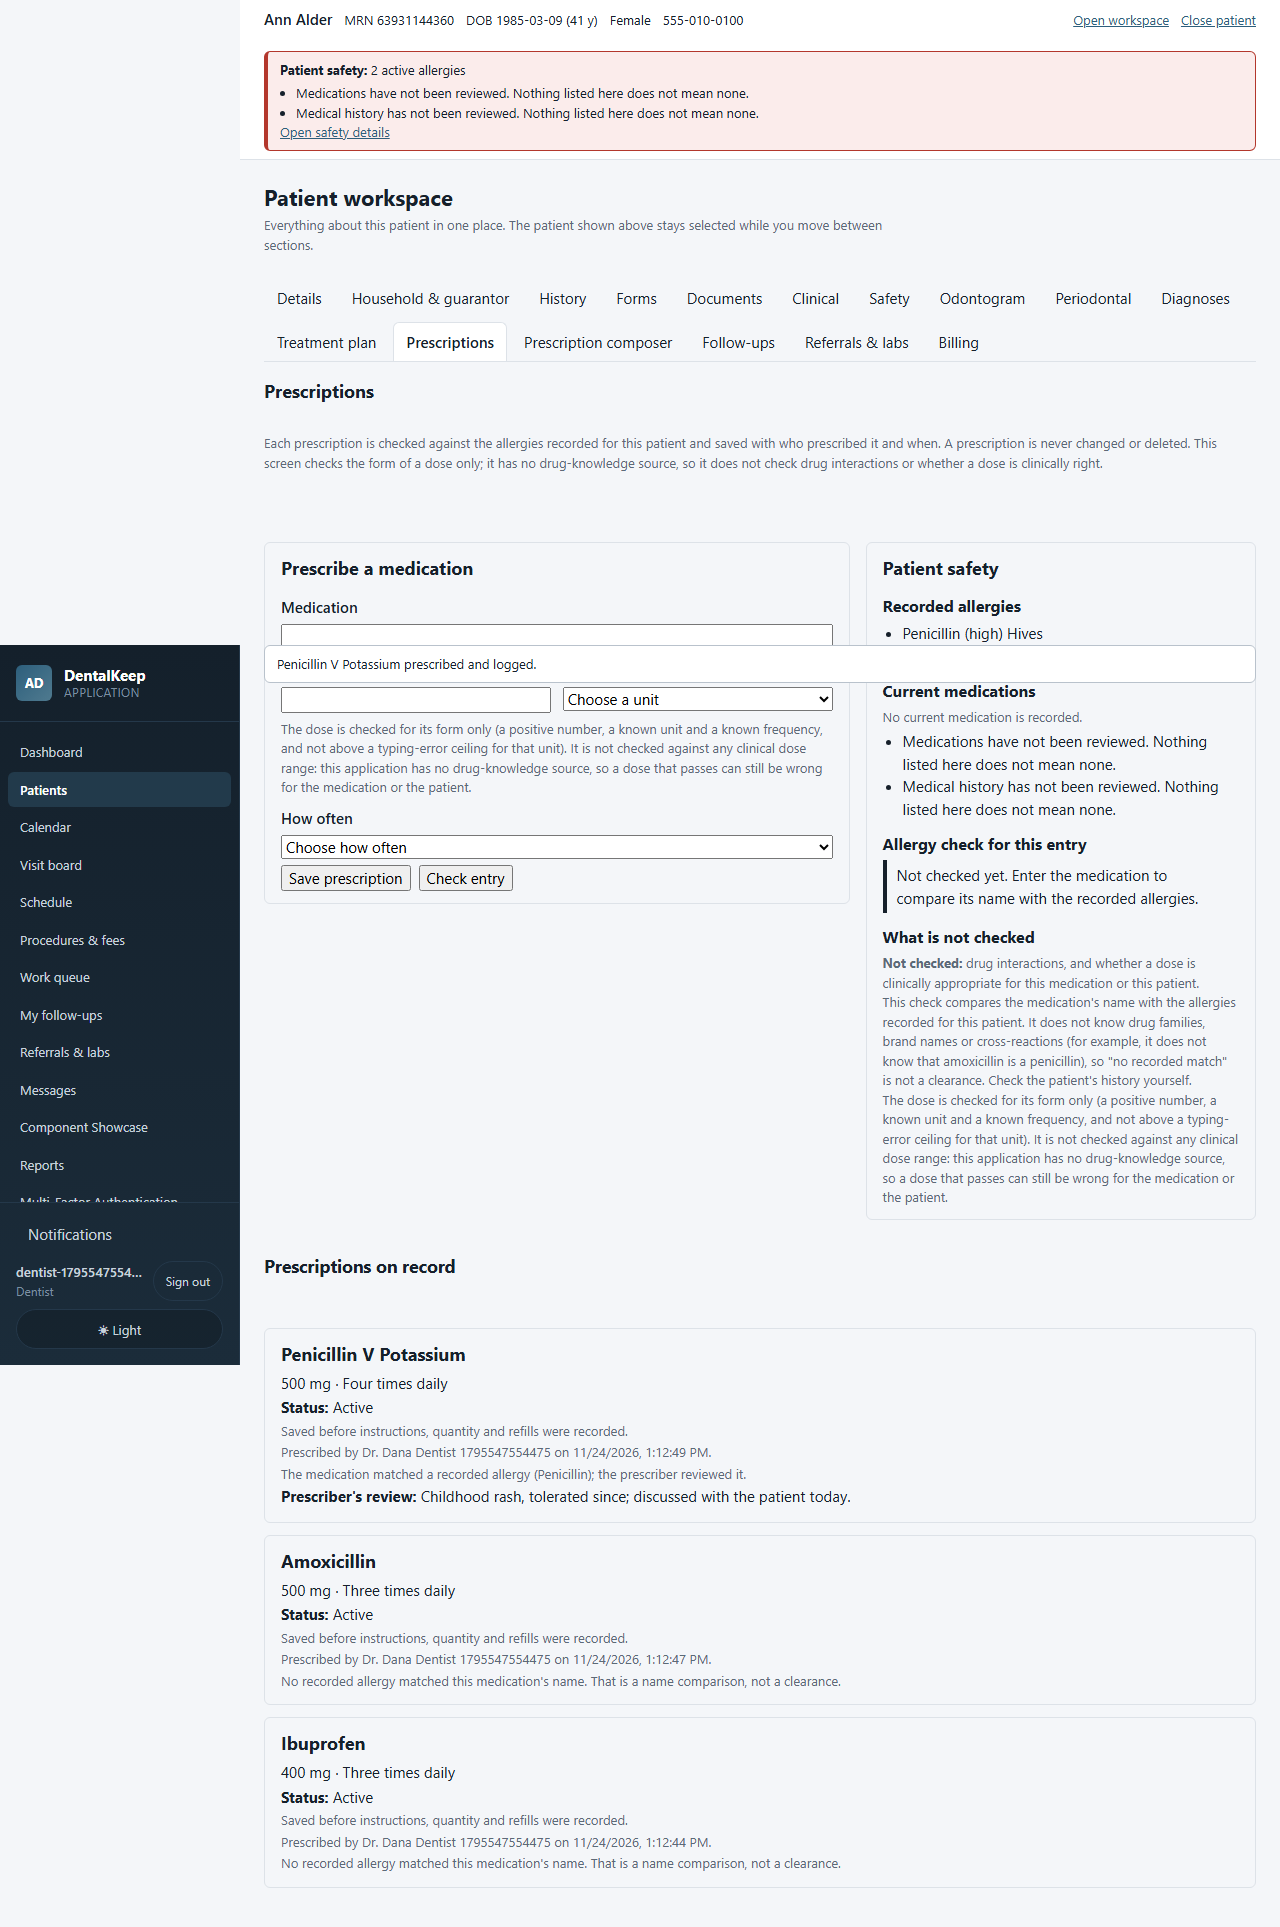 Ann Alder MRN 63931144360 DOB 1985-03-09 (41 y) Female 555-010-0100 Open workspace Close patient
Patient safety: 2 active allergies
• Medications have not been reviewed. Nothing listed here does not mean none.
• Medical history has not been reviewed. Nothing listed here does not mean none.
Open safety details
Patient workspace
Everything about this patient in one place. The patient shown above stays selected while you move between
sections.
Details Household & guarantor History Forms Documents Clinical Safety Odontogram Periodontal Diagnoses
Treatment plan Prescriptions Prescription composer Follow-ups Referrals & labs Billing
Prescriptions
Each prescription is checked against the allergies recorded for this patient and saved with who prescribed it and when. A prescription is never changed or deleted. This
screen checks the form of a dose only; it has no drug-knowledge source, so it does not check drug interactions or whether a dose is clinically right.
Prescribe a medication
Medication
Penicillin V Potassium prescribed and logged.
Choose a unit
The dose is checked for its form only (a positive number, a known unit and a known frequency,
and not above a typing-error ceiling for that unit). It is not checked against any clinical dose
range: this application has no drug-knowledge source, so a dose that passes can still be wrong
for the medication or the patient.
How often
Choose how often
Save prescription Check entry
Patient safety
Recorded allergies
• Penicillin (high) Hives
Current medications
No current medication is recorded.
• Medications have not been reviewed. Nothing
listed here does not mean none.
• Medical history has not been reviewed. Nothing
listed here does not mean none.
Allergy check for this entry
Not checked yet. Enter the medication to
compare its name with the recorded allergies.
What is not checked
Not checked: drug interactions, and whether a dose is
clinically appropriate for this medication or this patient.
This check compares the medication's name with the allergies
recorded for this patient. It does not know drug families,
brand names or cross-reactions (for example, it does not
know that amoxicillin is a penicillin), so "no recorded match"
is not a clearance. Check the patient's history yourself.
The dose is checked for its form only (a positive number, a
known unit and a known frequency, and not above a typing-
error ceiling for that unit). It is not checked against any clinical
dose range: this application has no drug-knowledge source,
so a dose that passes can still be wrong for the medication or
the patient.
AD DentalKeep
APPLICATION
Dashboard
Patients
Calendar
Visit board
Schedule
Procedures & fees
Work queue
My follow-ups
Referrals & labs
Messages
Component Showcase
Reports
Multi-Factor Authentication
Notifications
dentist-1795547554...
Dentist
Sign out
☀ Light
Prescriptions on record
Penicillin V Potassium
500 mg · Four times daily
Status: Active
Saved before instructions, quantity and refills were recorded.
Prescribed by Dr. Dana Dentist 1795547554475 on 11/24/2026, 1:12:49 PM.
The medication matched a recorded allergy (Penicillin); the prescriber reviewed it.
Prescriber's review: Childhood rash, tolerated since; discussed with the patient today.
Amoxicillin
500 mg · Three times daily
Status: Active
Saved before instructions, quantity and refills were recorded.
Prescribed by Dr. Dana Dentist 1795547554475 on 11/24/2026, 1:12:47 PM.
No recorded allergy matched this medication's name. That is a name comparison, not a clearance.
Ibuprofen
400 mg · Three times daily
Status: Active
Saved before instructions, quantity and refills were recorded.
Prescribed by Dr. Dana Dentist 1795547554475 on 11/24/2026, 1:12:44 PM.
No recorded allergy matched this medication's name. That is a name comparison, not a clearance.